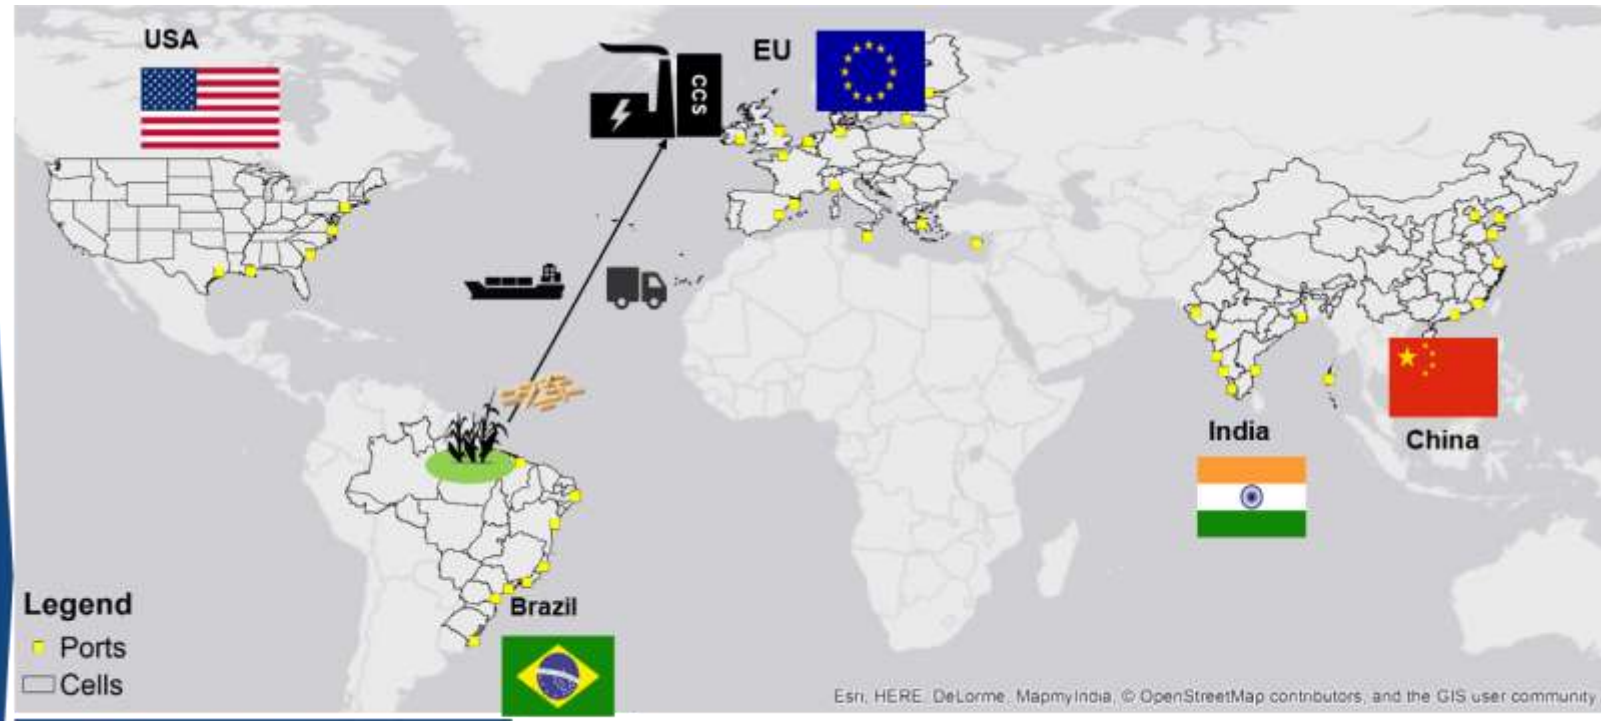 USA
EU
CCS
India
China
Brazil
Legend
Ports
Cells
Esri, HERE, DeLorme, MapmyIndia, © OpenStreetMap contributors, and the GIS user community